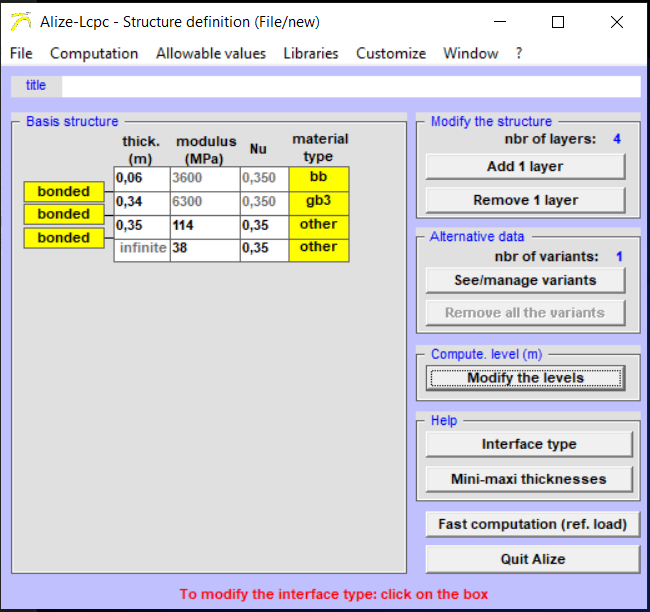 Alize-Lcpc - Structure definition (File/new)
File Computation Allowable values Libraries Customize Window ?
title
Basis structure
thick. (m) modulus (MPa) Nu material type
0,06 3600 0,350 bb
bonded
0,34 6300 0,350 gb3
bonded
0,35 114 0,35 other
bonded
infinite 38 0,35 other
Modify the structure
nbr of layers: 4
Add 1 layer
Remove 1 layer
Alternative data
nbr of variants: 1
See/manage variants
Remove all the variants
Compute. level (m)
Modify the levels
Help
Interface type
Mini-maxi thicknesses
Fast computation (ref. load)
Quit Alize
To modify the interface type: click on the box